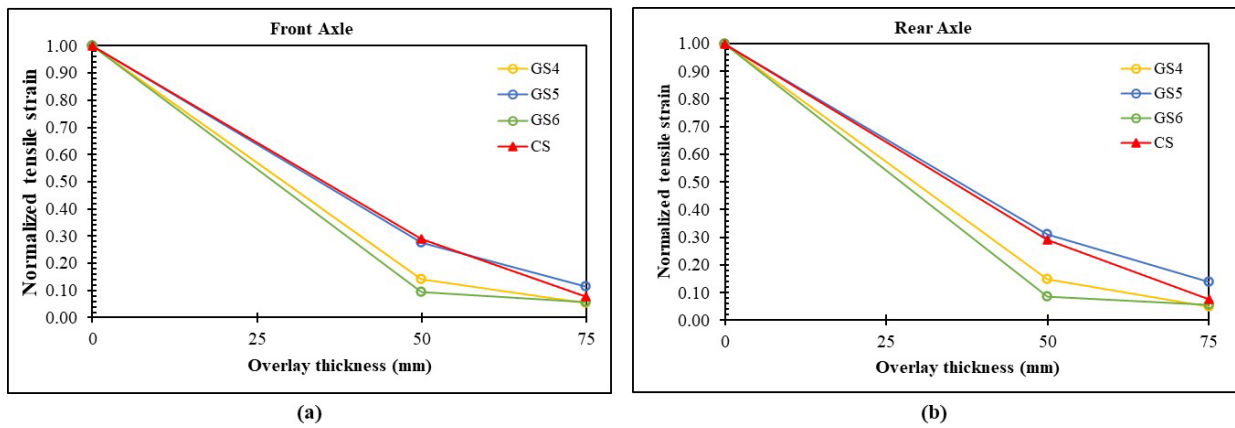 Front Axle
Normalized tensile strain
1.00
0.90
0.80
0.70
0.60
0.50
0.40
0.30
0.20
0.10
0.00
0 25 50 75
Overlay thickness (mm)
GS4
GS5
GS6
CS
(a)
Rear Axle
Normalized tensile strain
1.00
0.90
0.80
0.70
0.60
0.50
0.40
0.30
0.20
0.10
0.00
0 25 50 75
Overlay thickness (mm)
GS4
GS5
GS6
CS
(b)